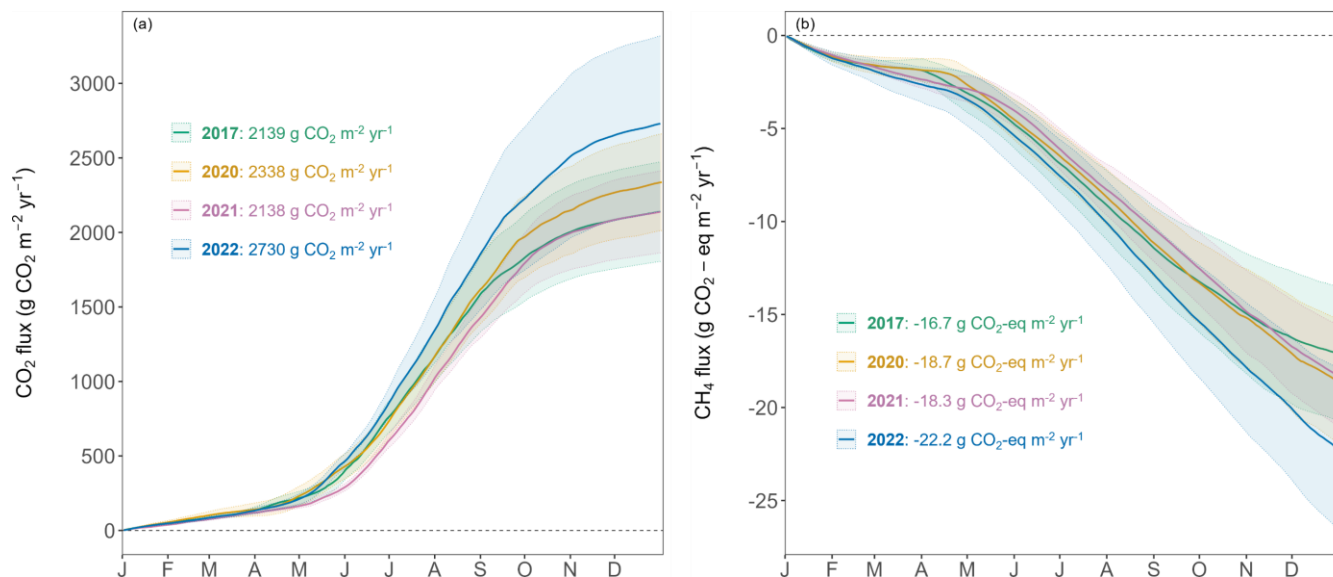 (a)
CO₂ flux (g CO₂ m⁻² yr⁻¹)
3000
2500
2000
1500
1000
500
0
2017: 2139 g CO₂ m⁻² yr⁻¹
2020: 2338 g CO₂ m⁻² yr⁻¹
2021: 2138 g CO₂ m⁻² yr⁻¹
2022: 2730 g CO₂ m⁻² yr⁻¹
J F M A M J J A S O N D
(b)
CH₄ flux (g CO₂ − eq m⁻² yr⁻¹)
0
-5
-10
-15
-20
-25
2017: -16.7 g CO₂-eq m⁻² yr⁻¹
2020: -18.7 g CO₂-eq m⁻² yr⁻¹
2021: -18.3 g CO₂-eq m⁻² yr⁻¹
2022: -22.2 g CO₂-eq m⁻² yr⁻¹
J F M A M J J A S O N D